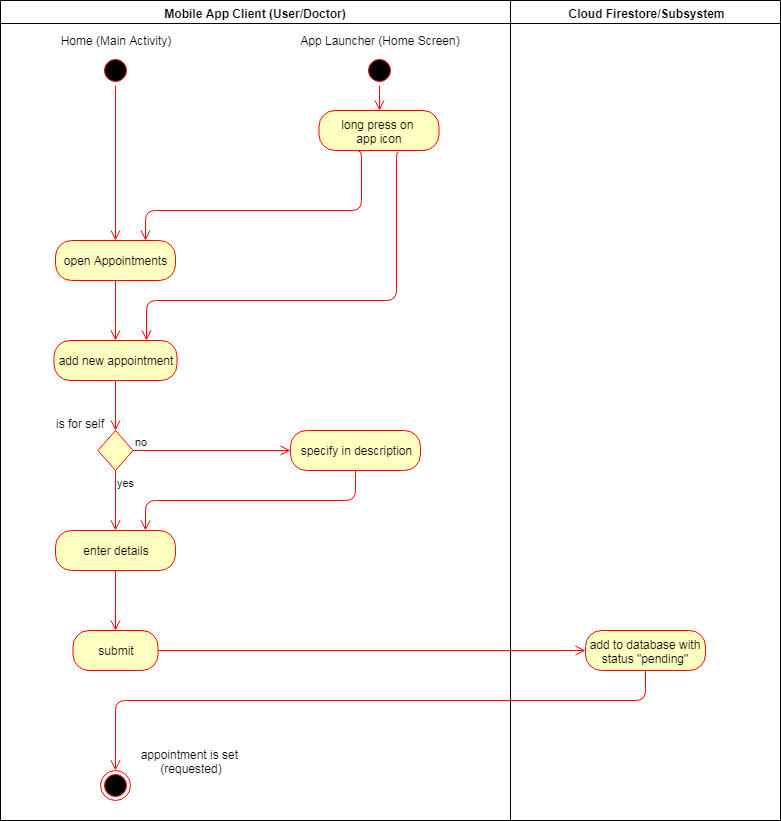 Mobile App Client (User/Doctor)
Cloud Firestore/Subsystem
Home (Main Activity)
App Launcher (Home Screen)
long press on
app icon
open Appointments
add new appointment
is for self
no
specify in description
yes
enter details
submit
add to database with
status "pending"
appointment is set
(requested)